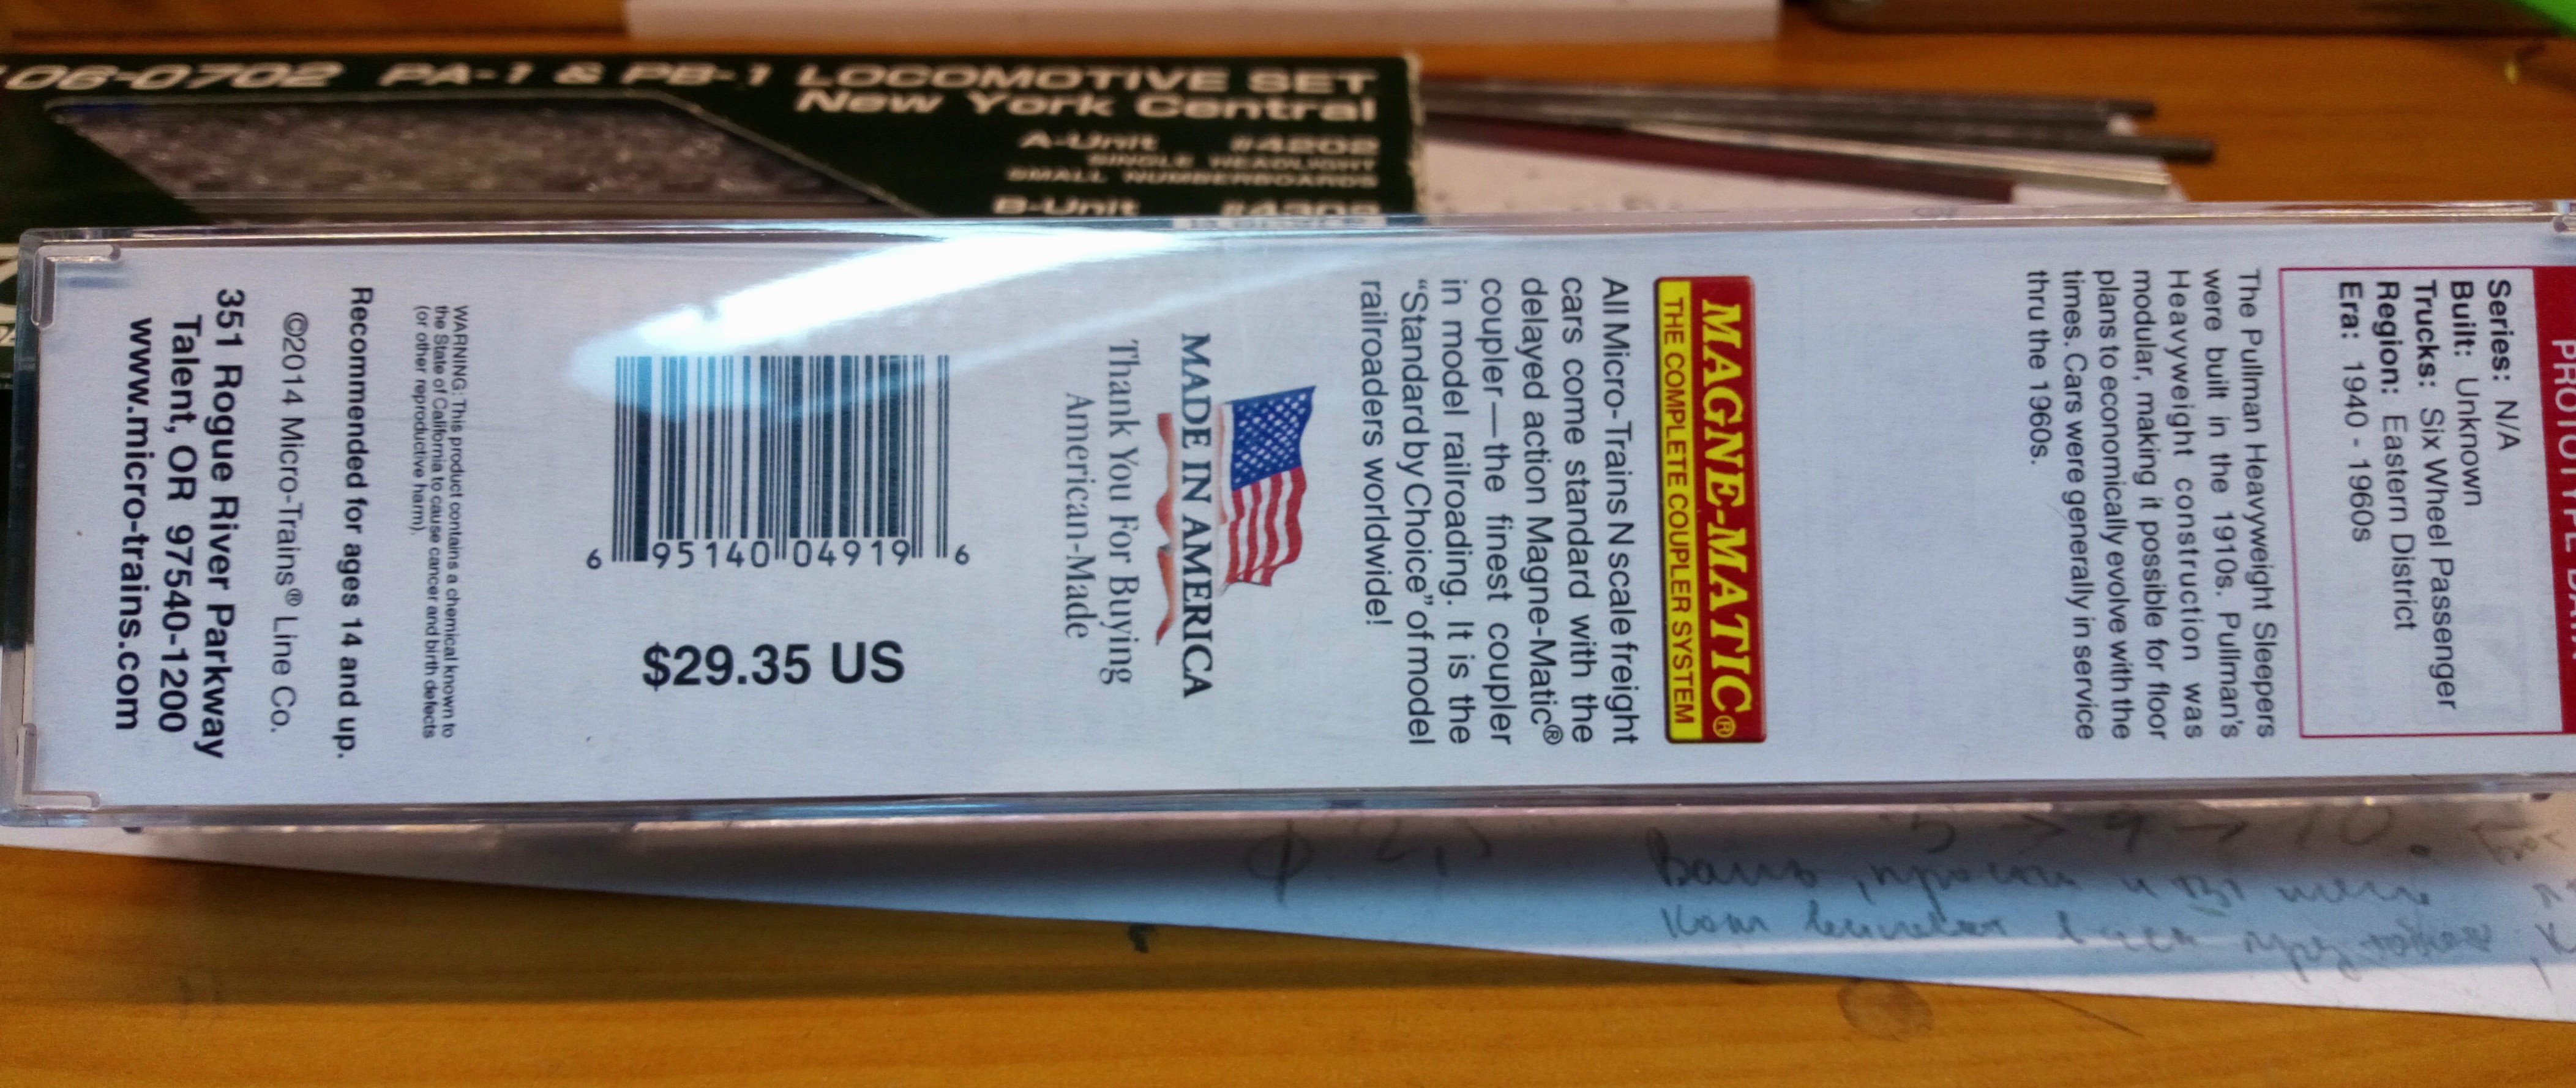 06-0702 PA-1 & PB-1 LOCOMOTIVE SET
New York Central
A-Unit #4202
SINGLE HEADLIGHT
SMALL NUMBERBOARDS
B-Unit #4302
Series: N/A
Built: Unknown
Trucks: Six Wheel Passenger
Region: Eastern District
Era: 1940 - 1960s
The Pullman Heavyweight Sleepers
were built in the 1910s. Pullman's
Heavyweight construction was
modular, making it possible for floor
plans to economically evolve with the
times. Cars were generally in service
thru the 1960s.
MAGNE-MATIC®
THE COMPLETE COUPLER SYSTEM
All Micro-Trains N scale freight
cars come standard with the
delayed action Magne-Matic®
coupler—the finest coupler
in model railroading. It is the
“Standard by Choice” of model
railroaders worldwide!
MADE IN AMERICA
Thank You For Buying
American-Made
6 95140 04919 6
$29.35 US
WARNING: This product contains a chemical known to
the State of California to cause cancer and birth defects
(or other reproductive harm).
Recommended for ages 14 and up.
©2014 Micro-Trains® Line Co.
351 Rogue River Parkway
Talent, OR 97540-1200
www.micro-trains.com